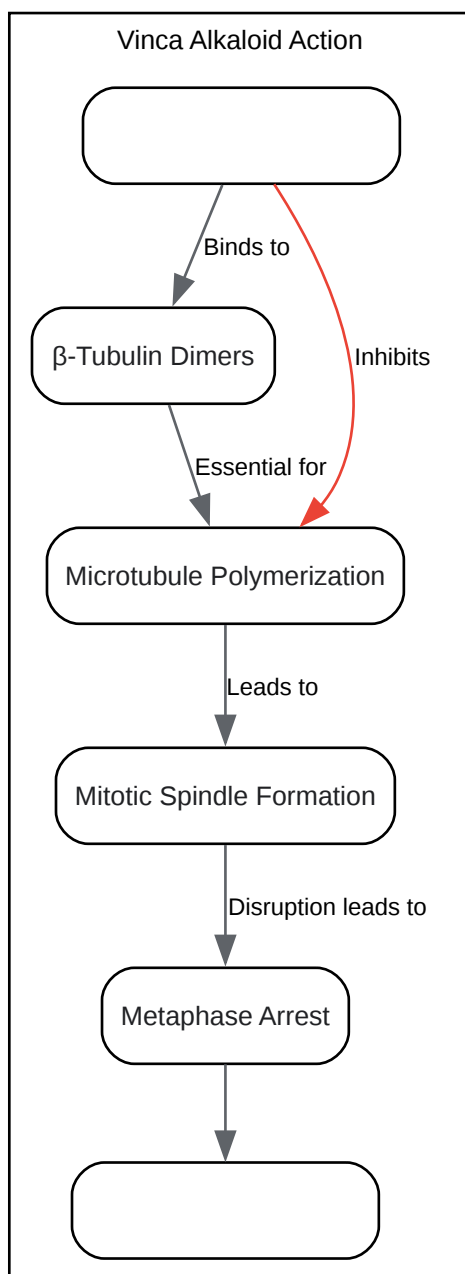 Vinca Alkaloid Action
Binds to
β-Tubulin Dimers
Inhibits
Essential for
Microtubule Polymerization
Leads to
Mitotic Spindle Formation
Disruption leads to
Metaphase Arrest